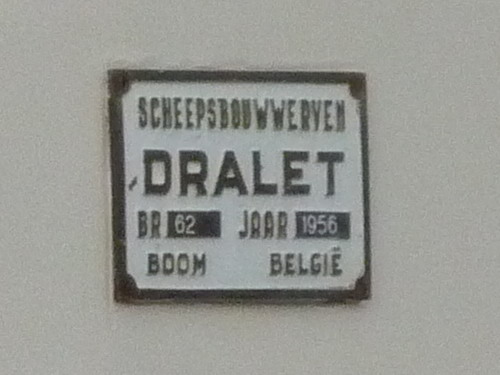 SCHEEPSBOUWWERVEN
DRALET
BR 62 JAAR 1956
BOOM BELGIË